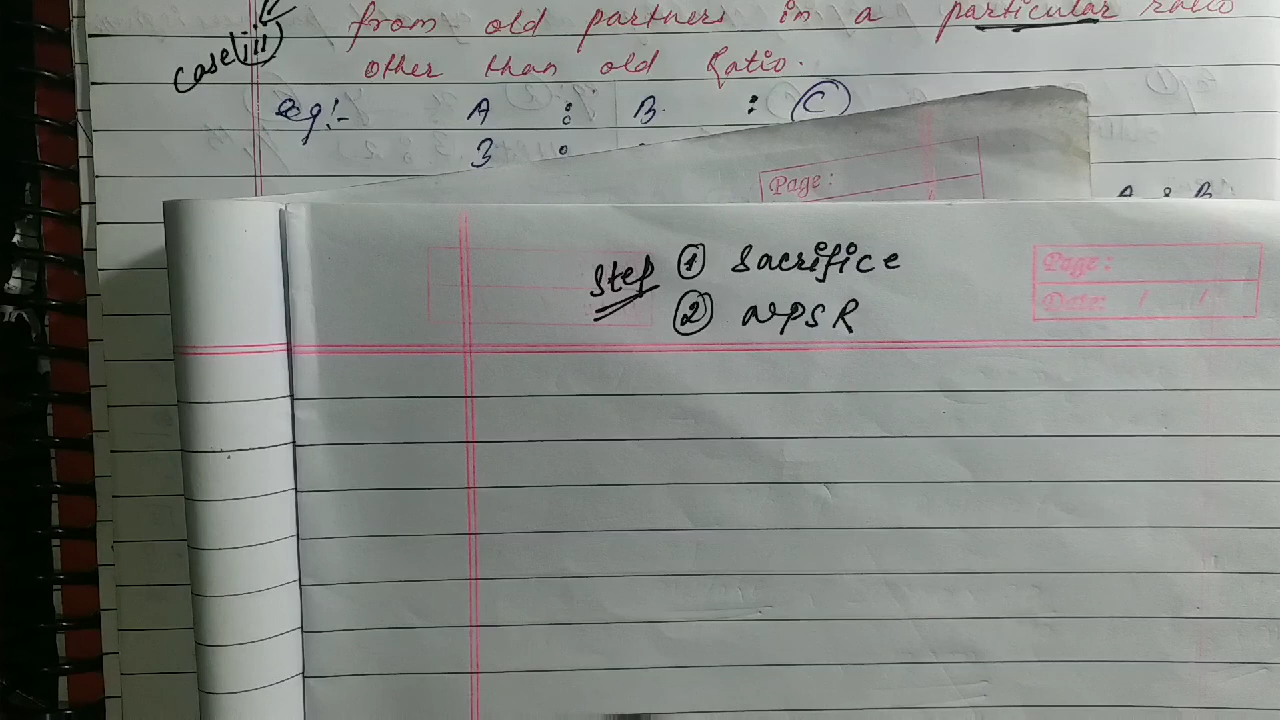 from old partners in a particular ratio
case(ii)
other than old Ratio.
eg:- A : B : C
3 :
Page:
A : B
Step ① Sacrifice
② NPSR
Page:
Date: / /